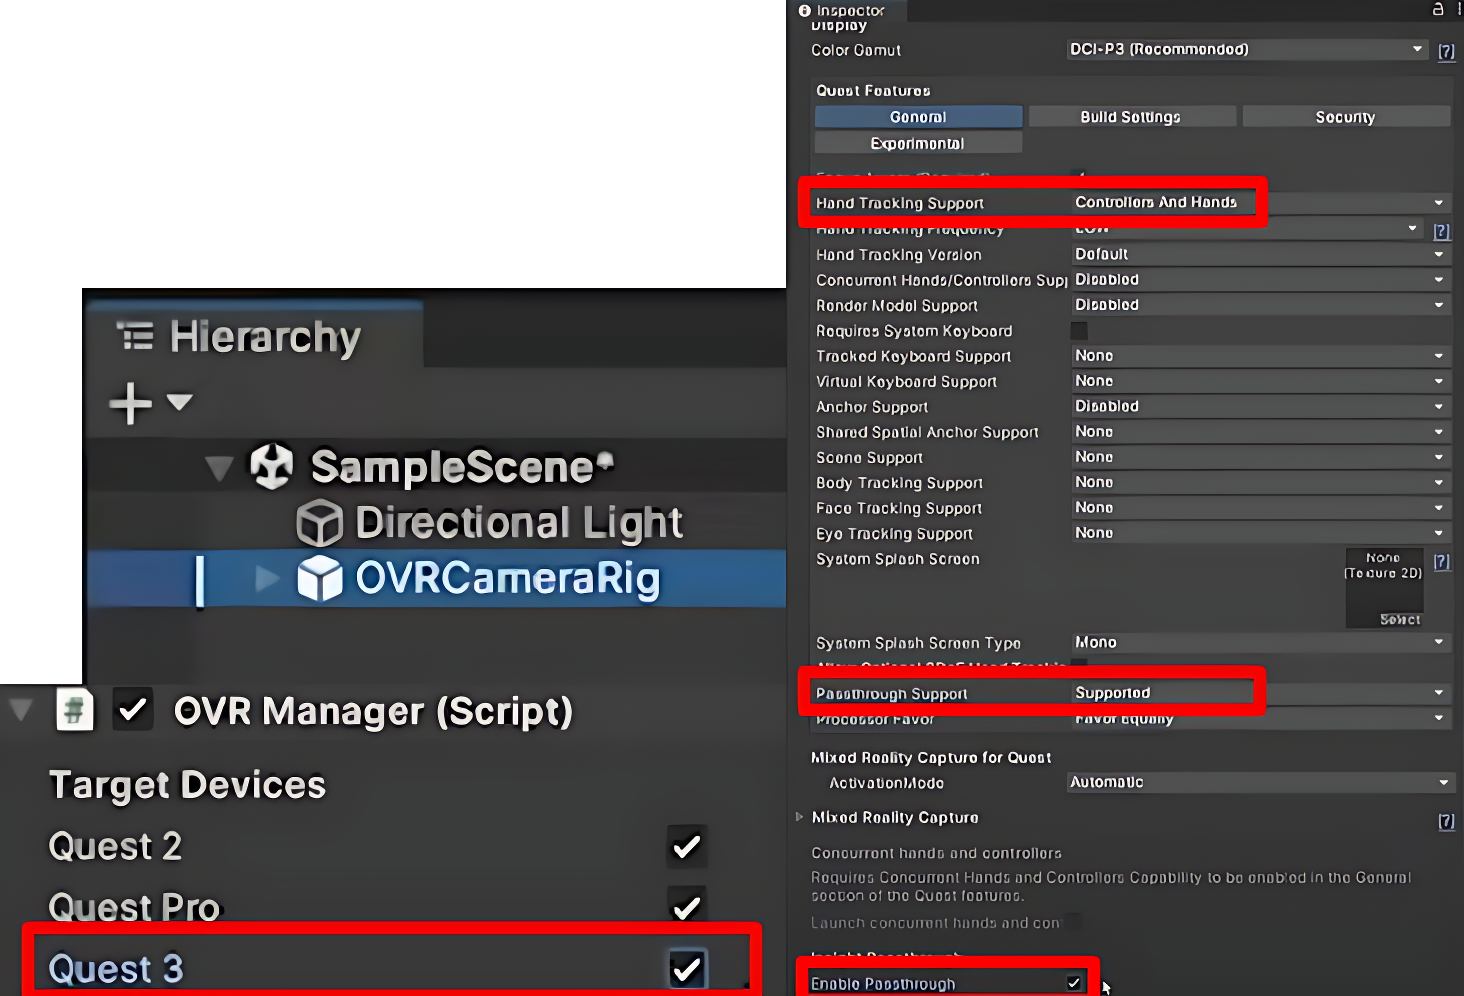 Hierarchy
SampleScene*
Directional Light
OVRCameraRig
OVR Manager (Script)
Target Devices
Quest 2
Quest Pro
Quest 3
Inspector
Display
Color Gamut DCI-P3 (Recommended) [?]
Quest Features
General Build Settings Security
Experimental
Hand Tracking Support Controllers And Hands
Hand Tracking Frequency LOW [?]
Hand Tracking Version Default
Concurrent Hands/Controllers Supp Disabled
Render Model Support Disabled
Requires System Keyboard
Tracked Keyboard Support None
Virtual Keyboard Support None
Anchor Support Disabled
Shared Spatial Anchor Support None
Scene Support None
Body Tracking Support None
Face Tracking Support None
Eye Tracking Support None
System Splash Screen None [?]
(Texture 2D)
Select
System Splash Screen Type Mono
Passthrough Support Supported
Processor Favor Favor Equally
Mixed Reality Capture for Quest
ActivationMode Automatic
Mixed Reality Capture [?]
Concurrent hands and controllers
Requires Concurrent Hands and Controllers Capability to be enabled in the General
section of the Quest features.
Launch concurrent hands and con
Insight Passthrough
Enable Passthrough